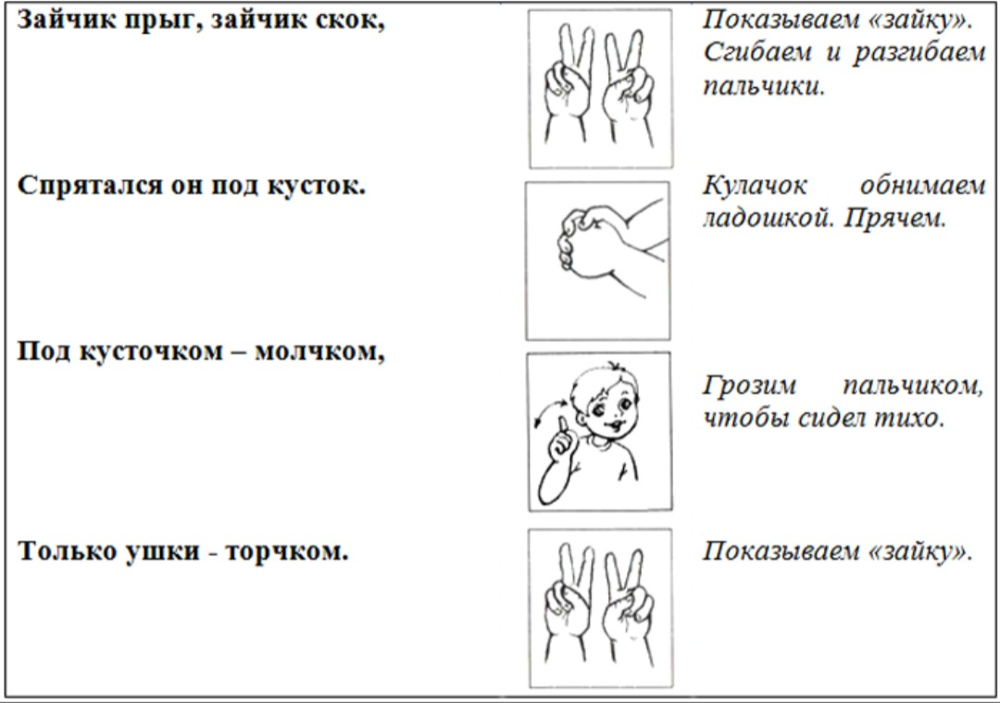 Зайчик прыг, зайчик скок,
Показываем «зайку».
Сгибаем и разгибаем
пальчики.
Спрятался он под кусток.
Кулачок обнимаем
ладошкой. Прячем.
Под кусточком – молчком,
Грозим пальчиком,
чтобы сидел тихо.
Только ушки - торчком.
Показываем «зайку».